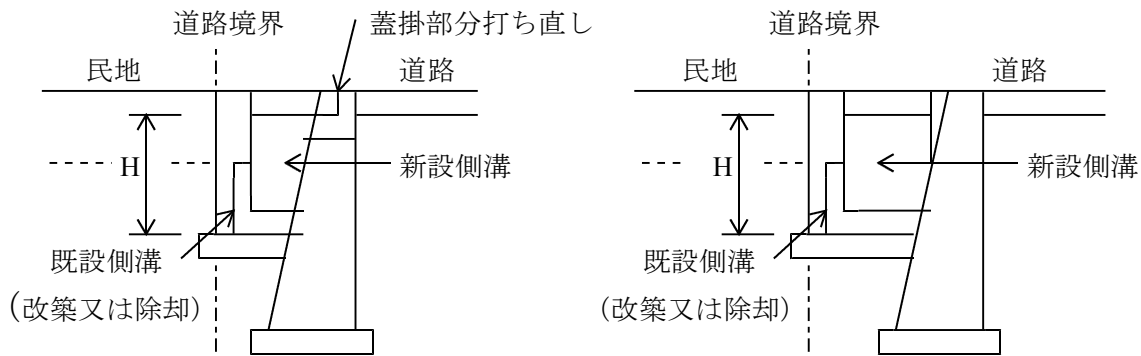 道路境界
蓋掛部分打ち直し
民地
道路
H
新設側溝
既設側溝
(改築又は除却)
道路境界
民地
道路
H
新設側溝
既設側溝
(改築又は除却)